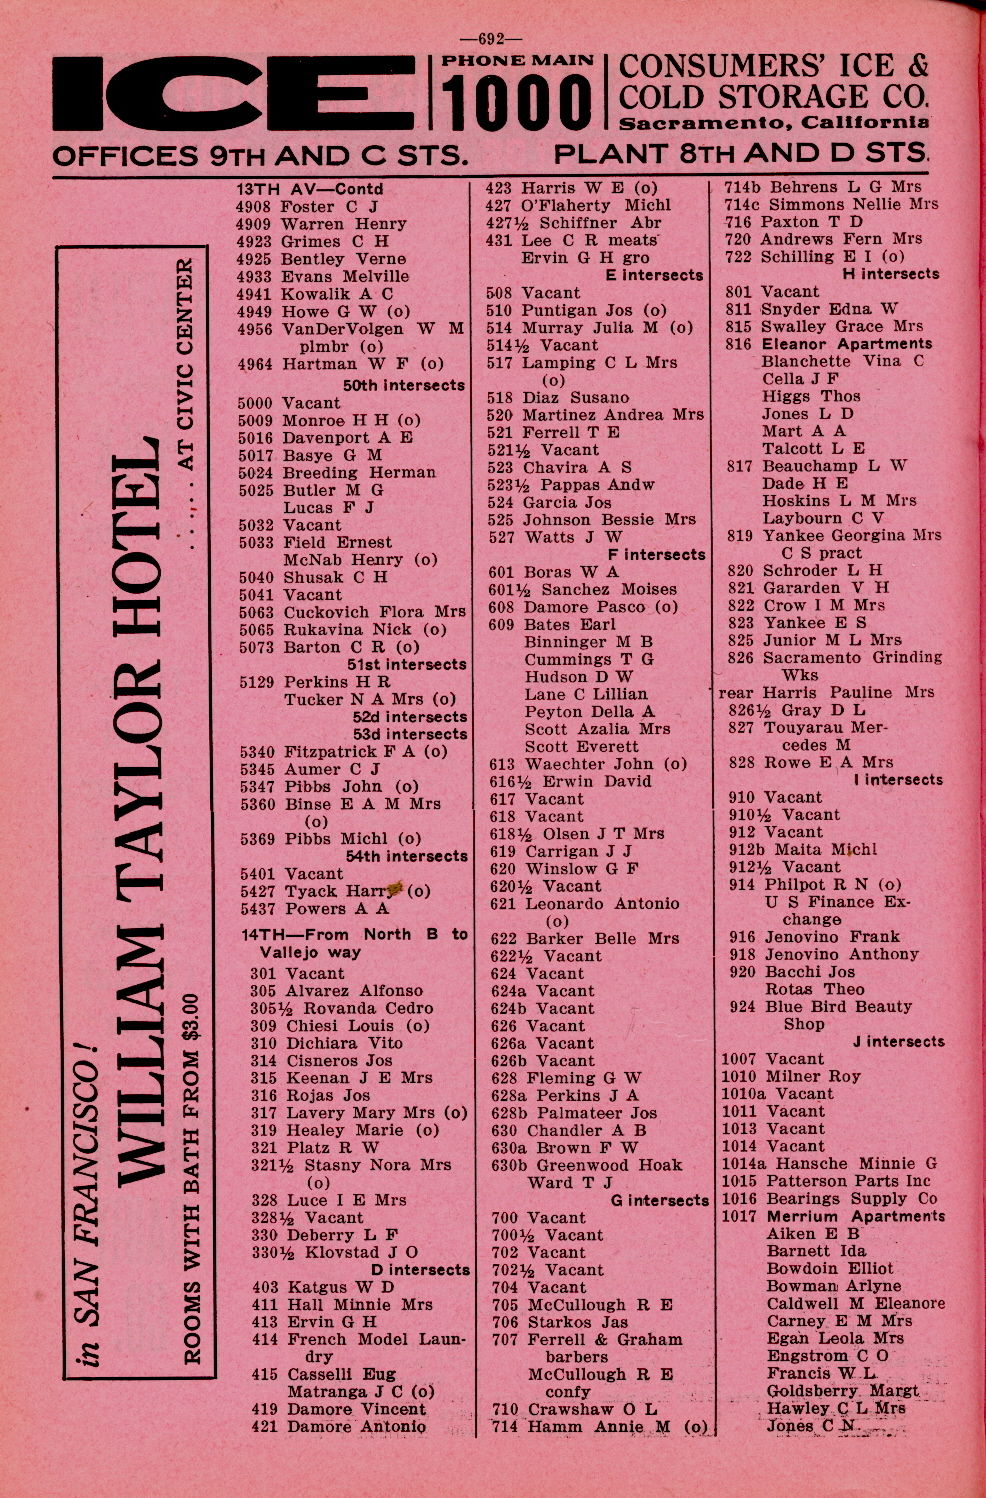 —692—
ICE
PHONE MAIN
1000
CONSUMERS' ICE &
COLD STORAGE CO.
Sacramento, California
OFFICES 9TH AND C STS.
PLANT 8TH AND D STS.
in SAN FRANCISCO!
WILLIAM TAYLOR HOTEL
ROOMS WITH BATH FROM $3.00
...... AT CIVIC CENTER
13TH AV—Contd
4908 Foster C J
4909 Warren Henry
4923 Grimes C H
4925 Bentley Verne
4933 Evans Melville
4941 Kowalik A C
4949 Howe G W (o)
4956 VanDerVolgen W M
plmbr (o)
4964 Hartman W F (o)
50th intersects
5000 Vacant
5009 Monroe H H (o)
5016 Davenport A E
5017 Basye G M
5024 Breeding Herman
5025 Butler M G
Lucas F J
5032 Vacant
5033 Field Ernest
McNab Henry (o)
5040 Shusak C H
5041 Vacant
5063 Cuckovich Flora Mrs
5065 Rukavina Nick (o)
5073 Barton C R (o)
51st intersects
5129 Perkins H R
Tucker N A Mrs (o)
52d intersects
53d intersects
5340 Fitzpatrick F A (o)
5345 Aumer C J
5347 Pibbs John (o)
5360 Binse E A M Mrs
(o)
5369 Pibbs Michl (o)
54th intersects
5401 Vacant
5427 Tyack Harry (o)
5437 Powers A A
14TH—From North B to
Vallejo way
301 Vacant
305 Alvarez Alfonso
305½ Rovanda Cedro
309 Chiesi Louis (o)
310 Dichiara Vito
314 Cisneros Jos
315 Keenan J E Mrs
316 Rojas Jos
317 Lavery Mary Mrs (o)
319 Healey Marie (o)
321 Platz R W
321½ Stasny Nora Mrs
(o)
328 Luce I E Mrs
328½ Vacant
330 Deberry L F
330½ Klovstad J O
D intersects
403 Katgus W D
411 Hall Minnie Mrs
413 Ervin G H
414 French Model Laun-
dry
415 Casselli Eug
Matranga J C (o)
419 Damore Vincent
421 Damore Antonio
423 Harris W E (o)
427 O'Flaherty Michl
427½ Schiffner Abr
431 Lee C R meats
Ervin G H gro
E intersects
508 Vacant
510 Puntigan Jos (o)
514 Murray Julia M (o)
514½ Vacant
517 Lamping C L Mrs
(o)
518 Diaz Susano
520 Martinez Andrea Mrs
521 Ferrell T E
521½ Vacant
523 Chavira A S
523½ Pappas Andw
524 Garcia Jos
525 Johnson Bessie Mrs
527 Watts J W
F intersects
601 Boras W A
601½ Sanchez Moises
608 Damore Pasco (o)
609 Bates Earl
Binninger M B
Cummings T G
Hudson D W
Lane C Lillian
Peyton Della A
Scott Azalia Mrs
Scott Everett
613 Waechter John (o)
616½ Erwin David
617 Vacant
618 Vacant
618½ Olsen J T Mrs
619 Carrigan J J
620 Winslow G F
620½ Vacant
621 Leonardo Antonio
(o)
622 Barker Belle Mrs
622½ Vacant
624 Vacant
624a Vacant
624b Vacant
626 Vacant
626a Vacant
626b Vacant
628 Fleming G W
628a Perkins J A
628b Palmateer Jos
630 Chandler A B
630a Brown F W
630b Greenwood Hoak
Ward T J
G intersects
700 Vacant
700½ Vacant
702 Vacant
702½ Vacant
704 Vacant
705 McCullough R E
706 Starkos Jas
707 Ferrell & Graham
barbers
McCullough R E
confy
710 Crawshaw O L
714 Hamm Annie M (o)
714b Behrens L G Mrs
714c Simmons Nellie Mrs
716 Paxton T D
720 Andrews Fern Mrs
722 Schilling E I (o)
H intersects
801 Vacant
811 Snyder Edna W
815 Swalley Grace Mrs
816 Eleanor Apartments
Blanchette Vina C
Cella J F
Higgs Thos
Jones L D
Mart A A
Talcott L E
817 Beauchamp L W
Dade H E
Hoskins L M Mrs
Laybourn C V
819 Yankee Georgina Mrs
C S pract
820 Schroder L H
821 Gararden V H
822 Crow I M Mrs
823 Yankee E S
825 Junior M L Mrs
826 Sacramento Grinding
Wks
rear Harris Pauline Mrs
826½ Gray D L
827 Touyarau Mer-
cedes M
828 Rowe E A Mrs
I intersects
910 Vacant
910½ Vacant
912 Vacant
912b Maita Michl
912½ Vacant
914 Philpot R N (o)
U S Finance Ex-
change
916 Jenovino Frank
918 Jenovino Anthony
920 Bacchi Jos
Rotas Theo
924 Blue Bird Beauty
Shop
J intersects
1007 Vacant
1010 Milner Roy
1010a Vacant
1011 Vacant
1013 Vacant
1014 Vacant
1014a Hansche Minnie G
1015 Patterson Parts Inc
1016 Bearings Supply Co
1017 Merrium Apartments
Aiken E B
Barnett Ida
Bowdoin Elliot
Bowman Arlyne
Caldwell M Eleanore
Carney E M Mrs
Egan Leola Mrs
Engstrom C O
Francis W L
Goldsberry Margt
Hawley C L Mrs
Jones C N